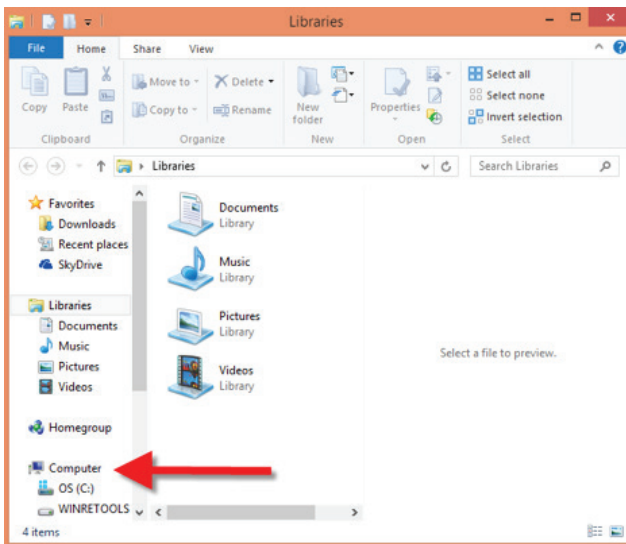 Libraries
File Home Share View
Copy Paste
Move to
Copy to
Delete
Rename
New folder
Properties
Select all
Select none
Invert selection
Clipboard Organize New Open Select
Libraries
Search Libraries
Favorites
Downloads
Recent places
SkyDrive
Libraries
Documents
Music
Pictures
Videos
Homegroup
Computer
OS (C:)
WINRETOOLS
Documents
Library
Music
Library
Pictures
Library
Videos
Library
Select a file to preview.
4 items